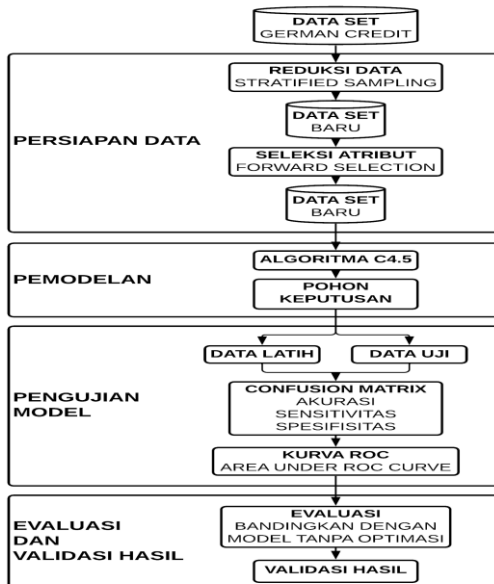 DATA SET
GERMAN CREDIT
REDUKSI DATA
STRATIFIED SAMPLING
DATA SET
BARU
PERSIAPAN DATA
SELEKSI ATRIBUT
FORWARD SELECTION
DATA SET
BARU
ALGORITMA C4.5
PEMODELAN
POHON
KEPUTUSAN
DATA LATIH
DATA UJI
PENGUJIAN
MODEL
CONFUSION MATRIX
AKURASI
SENSITIVITAS
SPESIFISITAS
KURVA ROC
AREA UNDER ROC CURVE
EVALUASI
DAN
VALIDASI HASIL
EVALUASI
BANDINGKAN DENGAN
MODEL TANPA OPTIMASI
VALIDASI HASIL